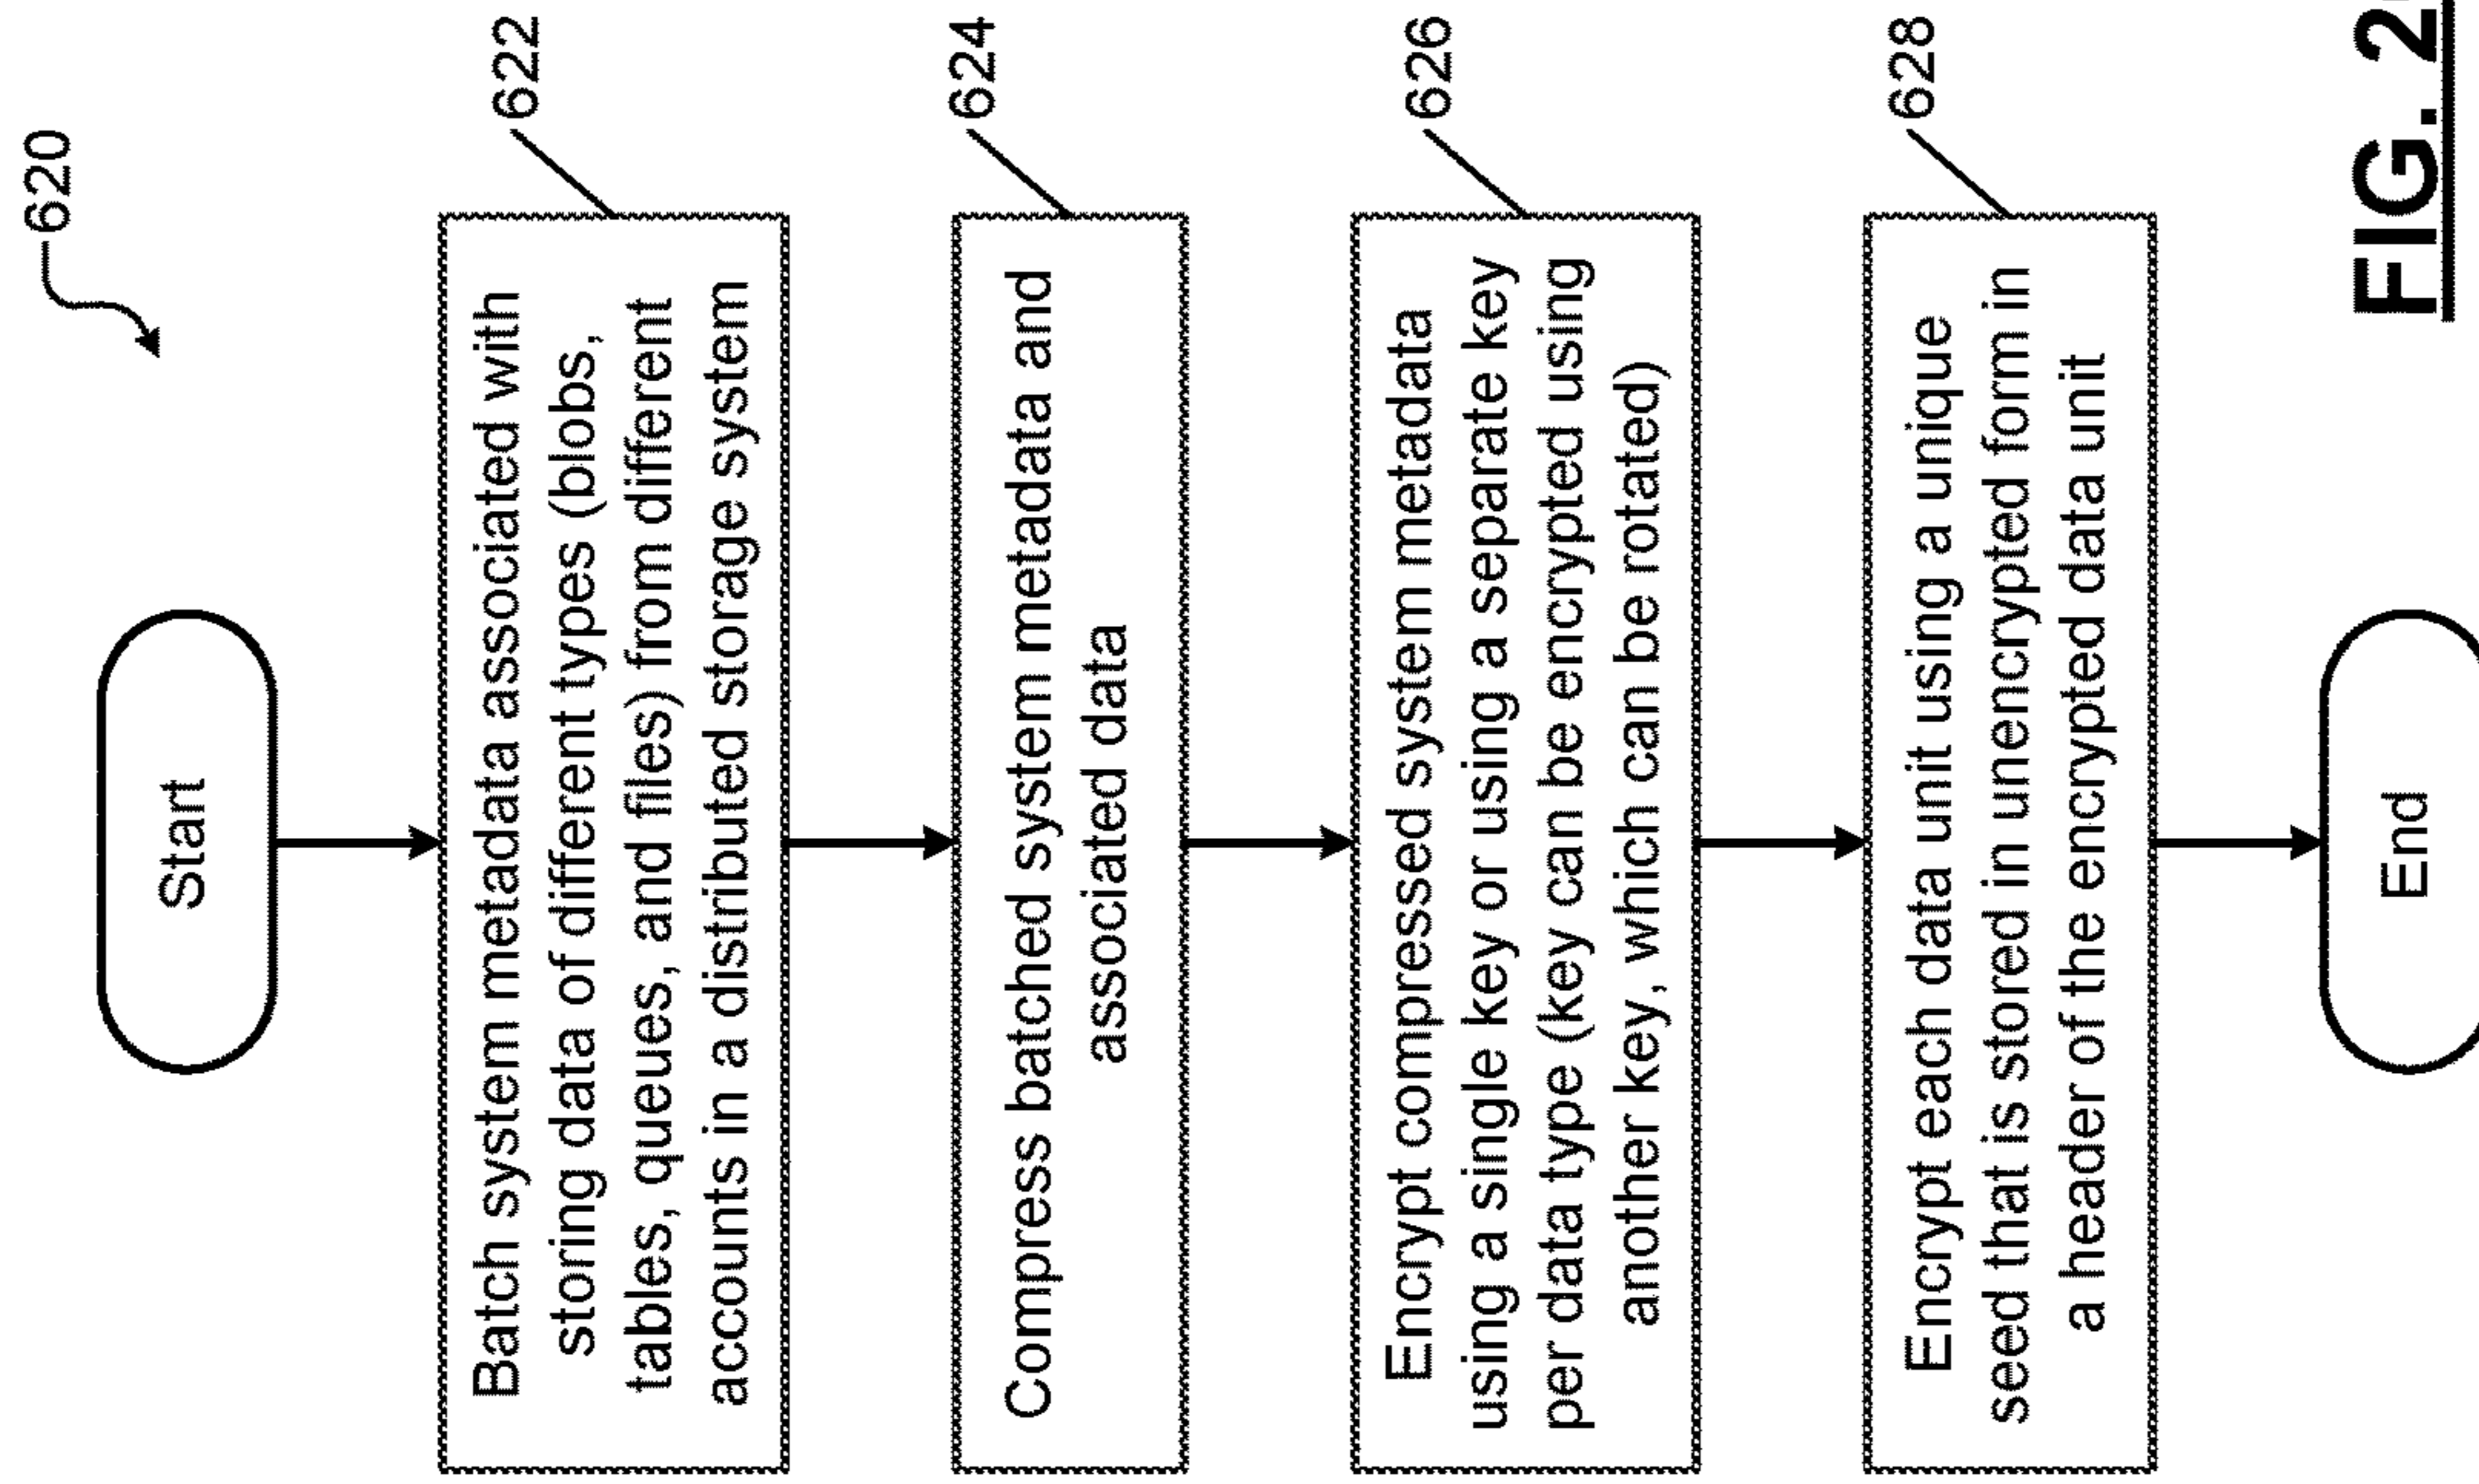 620
Start
622
Batch system metadata associated with
storing data of different types (blobs,
tables, queues, and files) from different
accounts in a distributed storage system
624
Compress batched system metadata and
associated data
626
Encrypt compressed system metadata
using a single key or using a separate key
per data type (key can be encrypted using
another key, which can be rotated)
628
Encrypt each data unit using a unique
seed that is stored in unencrypted form in
a header of the encrypted data unit
End
FIG. 2